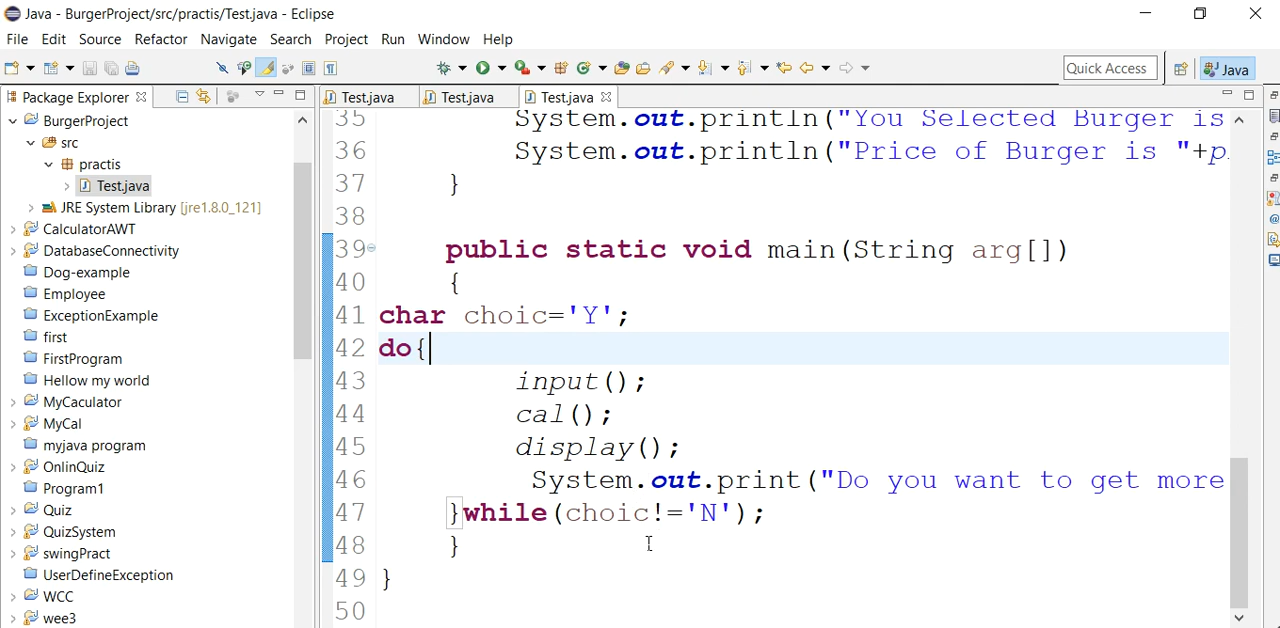 Java - BurgerProject/src/practis/Test.java - Eclipse
File Edit Source Refactor Navigate Search Project Run Window Help
Quick Access Java
Package Explorer Test.java Test.java Test.java
BurgerProject
src
practis
Test.java
JRE System Library [jre1.8.0_121]
CalculatorAWT
DatabaseConnectivity
Dog-example
Employee
ExceptionExample
first
FirstProgram
Hellow my world
MyCaculator
MyCal
myjava program
OnlinQuiz
Program1
Quiz
QuizSystem
swingPract
UserDefineException
WCC
wee3
35 System.out.println("You Selected Burger is
36 System.out.println("Price of Burger is "+p
37 }
38
39 public static void main(String arg[])
40 {
41 char choic='Y';
42 do{
43 input();
44 cal();
45 display();
46 System.out.print("Do you want to get more
47 }while(choic!='N');
48 }
49 }
50